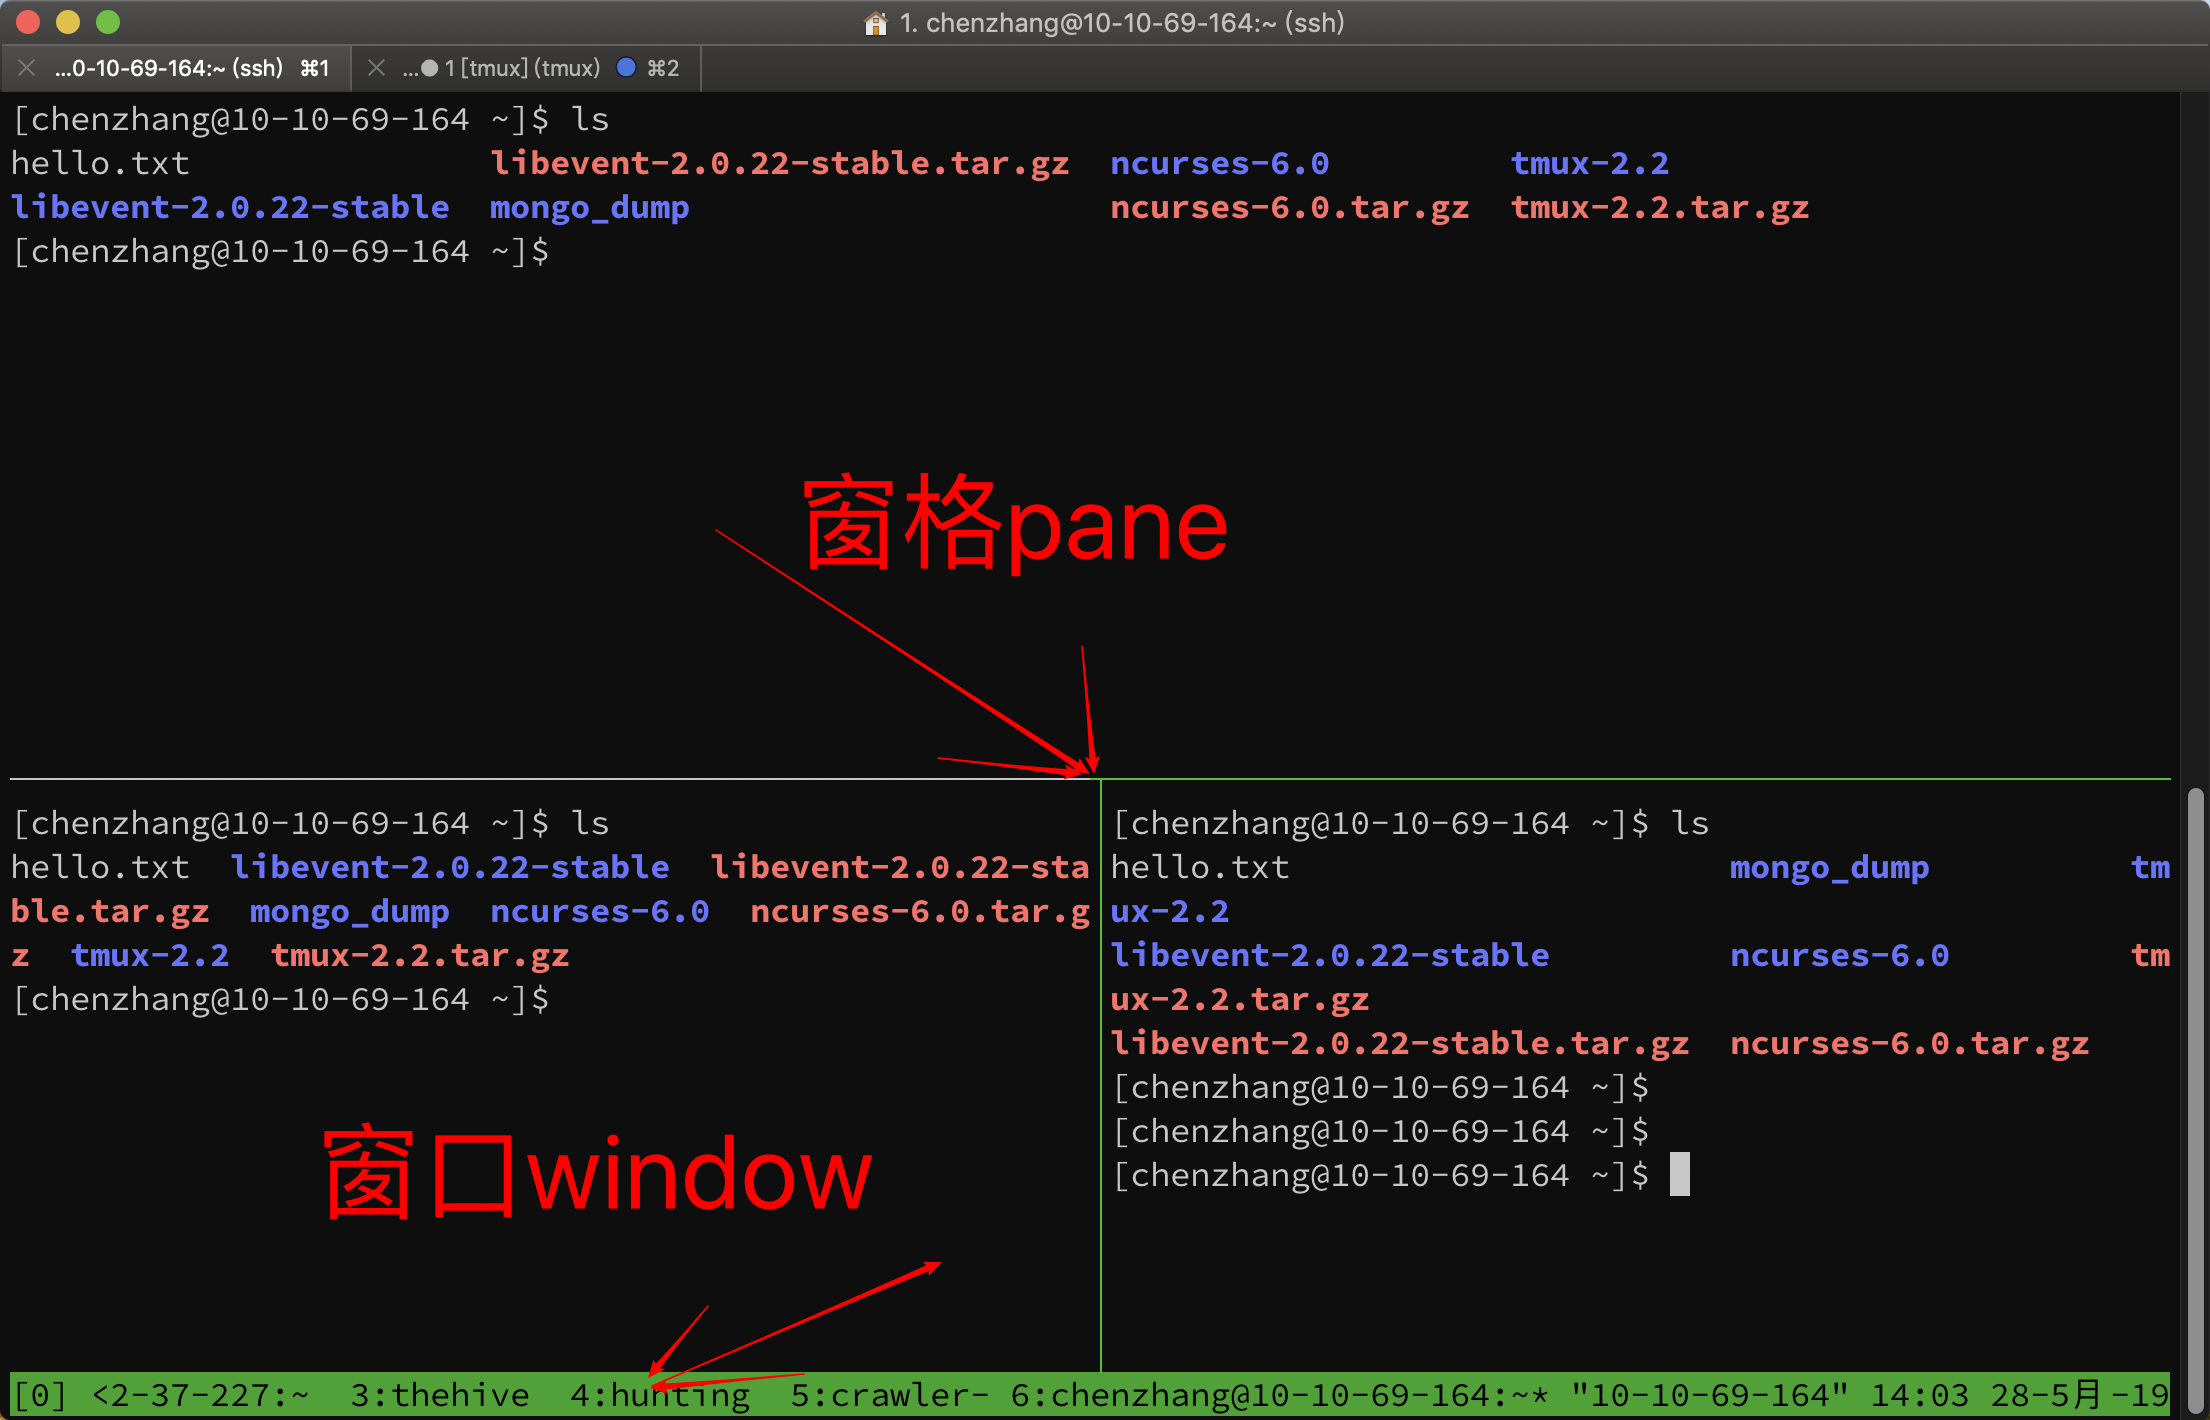 1. chenzhang@10-10-69-164:~ (ssh)
...0-10-69-164:~ (ssh) ⌘1 ...● 1 [tmux] (tmux) ⌘2
[chenzhang@10-10-69-164 ~]$ ls
hello.txt libevent-2.0.22-stable.tar.gz ncurses-6.0 tmux-2.2
libevent-2.0.22-stable mongo_dump ncurses-6.0.tar.gz tmux-2.2.tar.gz
[chenzhang@10-10-69-164 ~]$
窗格pane
[chenzhang@10-10-69-164 ~]$ ls
hello.txt libevent-2.0.22-stable libevent-2.0.22-sta
ble.tar.gz mongo_dump ncurses-6.0 ncurses-6.0.tar.g
z tmux-2.2 tmux-2.2.tar.gz
[chenzhang@10-10-69-164 ~]$
窗口window
[chenzhang@10-10-69-164 ~]$ ls
hello.txt mongo_dump tm
ux-2.2
libevent-2.0.22-stable ncurses-6.0 tm
ux-2.2.tar.gz
libevent-2.0.22-stable.tar.gz ncurses-6.0.tar.gz
[chenzhang@10-10-69-164 ~]$
[chenzhang@10-10-69-164 ~]$
[chenzhang@10-10-69-164 ~]$
[0] <2-37-227:~ 3:thehive 4:hunting 5:crawler- 6:chenzhang@10-10-69-164:~* "10-10-69-164" 14:03 28-5月-19